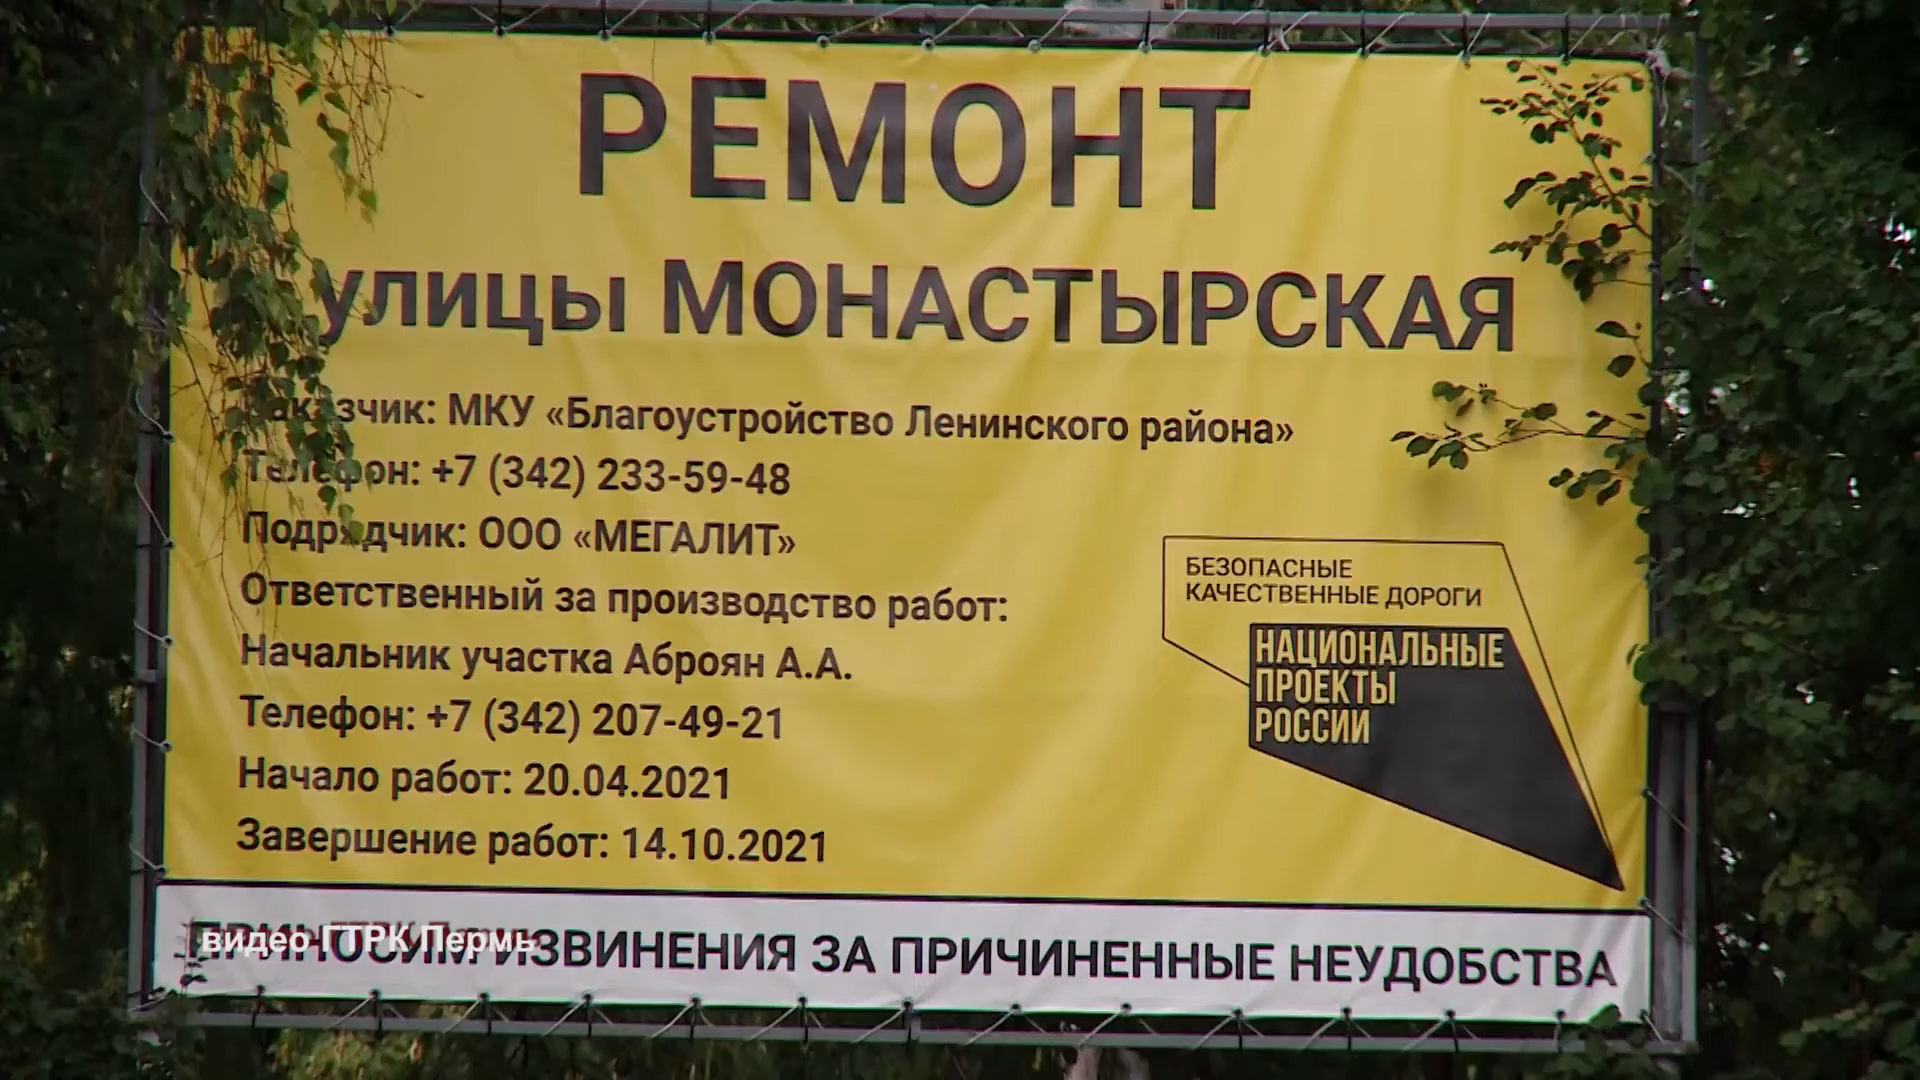 РЕМОНТ
улицы МОНАСТЫРСКАЯ
Заказчик: МКУ «Благоустройство Ленинского района»
Телефон: +7 (342) 233-59-48
Подрядчик: ООО «МЕГАЛИТ»
Ответственный за производство работ:
Начальник участка Аброян А.А.
Телефон: +7 (342) 207-49-21
Начало работ: 20.04.2021
Завершение работ: 14.10.2021
БЕЗОПАСНЫЕ
КАЧЕСТВЕННЫЕ ДОРОГИ
НАЦИОНАЛЬНЫЕ
ПРОЕКТЫ
РОССИИ
ПРИНОСИМ ИЗВИНЕНИЯ ЗА ПРИЧИНЕННЫЕ НЕУДОБСТВА
видео ГТРК Пермь